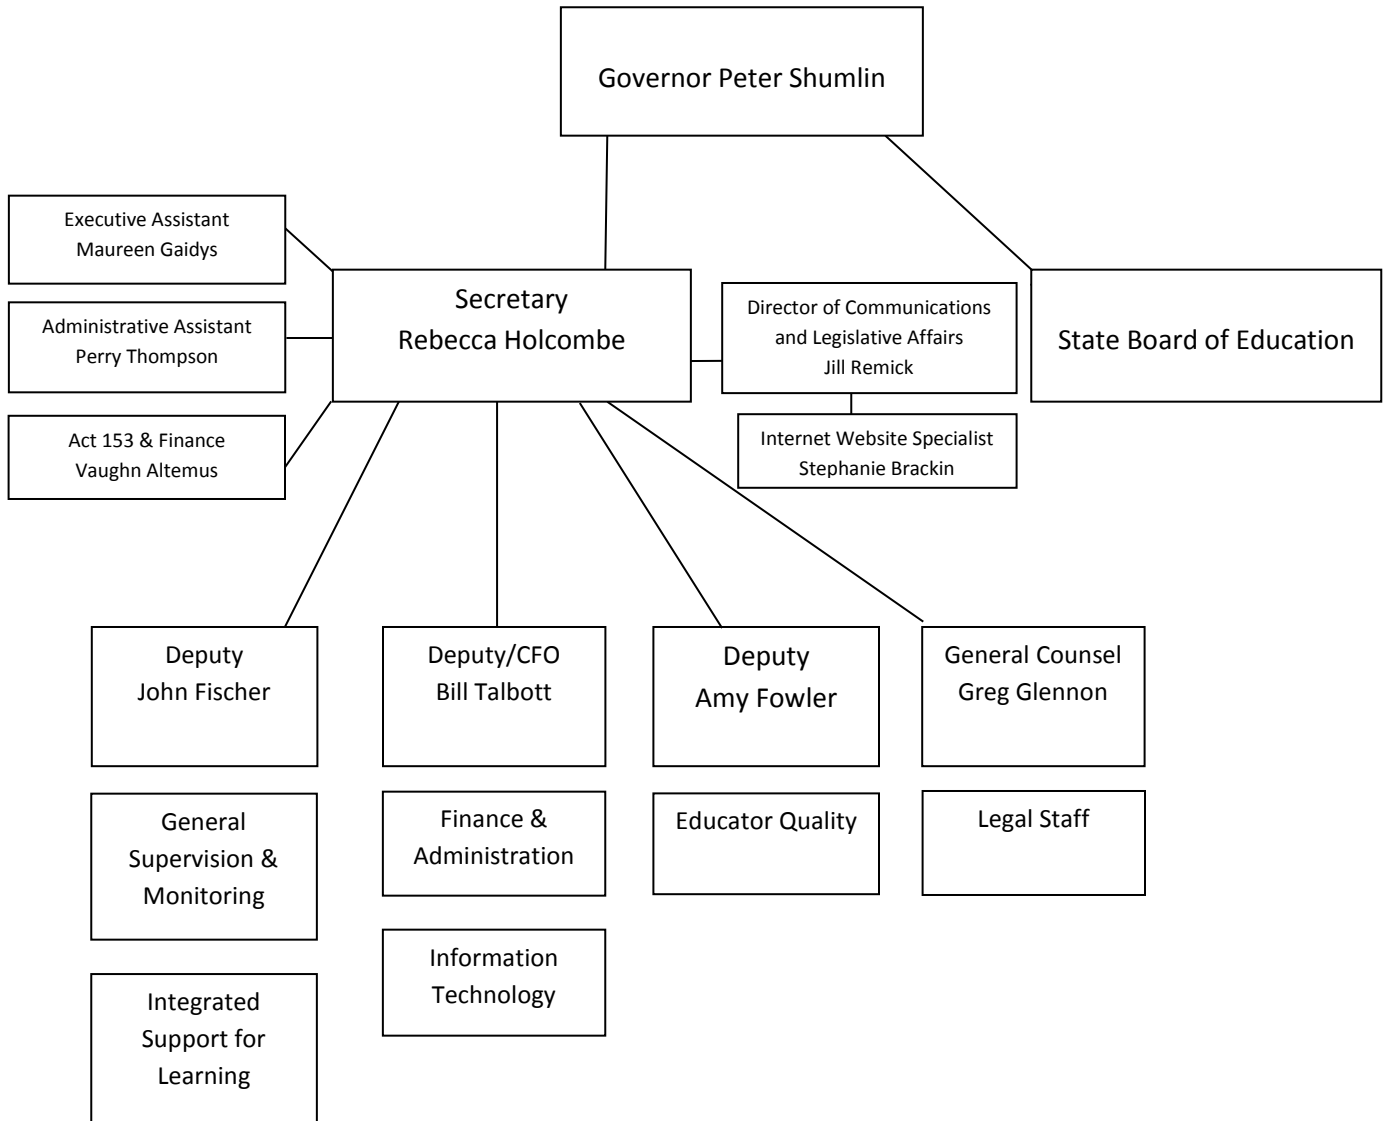 Governor Peter Shumlin
Executive Assistant
Maureen Gaidys
Administrative Assistant
Perry Thompson
Act 153 & Finance
Vaughn Altemus
Secretary
Rebecca Holcombe
Director of Communications
and Legislative Affairs
Jill Remick
Internet Website Specialist
Stephanie Brackin
State Board of Education
Deputy
John Fischer
Deputy/CFO
Bill Talbott
Deputy
Amy Fowler
General Counsel
Greg Glennon
General
Supervision &
Monitoring
Finance &
Administration
Educator Quality
Legal Staff
Integrated
Support for
Learning
Information
Technology